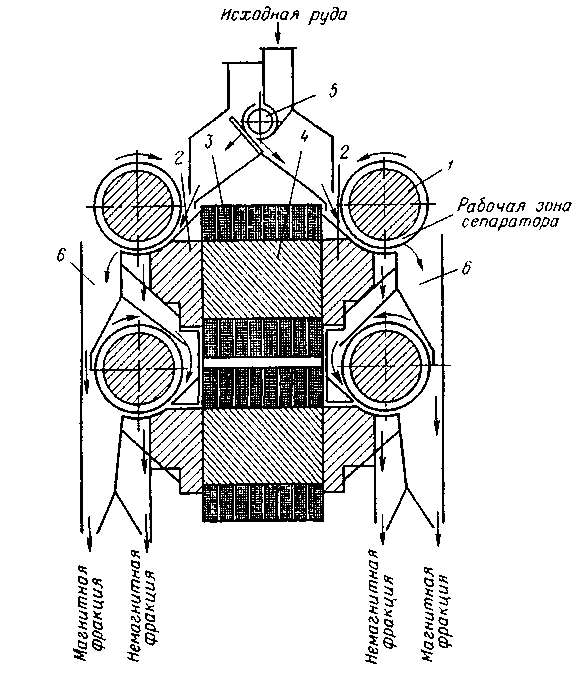 Исходная руда
5
3
4
2
2
1
Рабочая зона
сепаратора
6
6
Магнитная
фракция
Немагнитная
фракция
Немагнитная
фракция
Магнитная
фракция